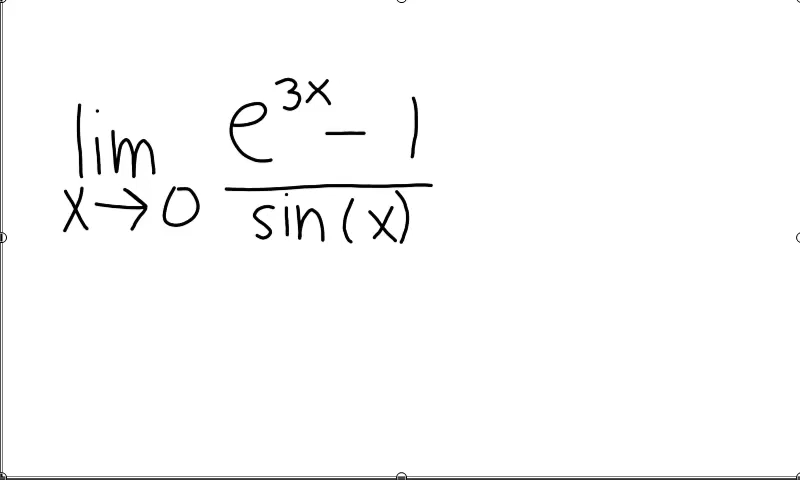 lim x→0 (e^{3x} - 1) / sin(x)